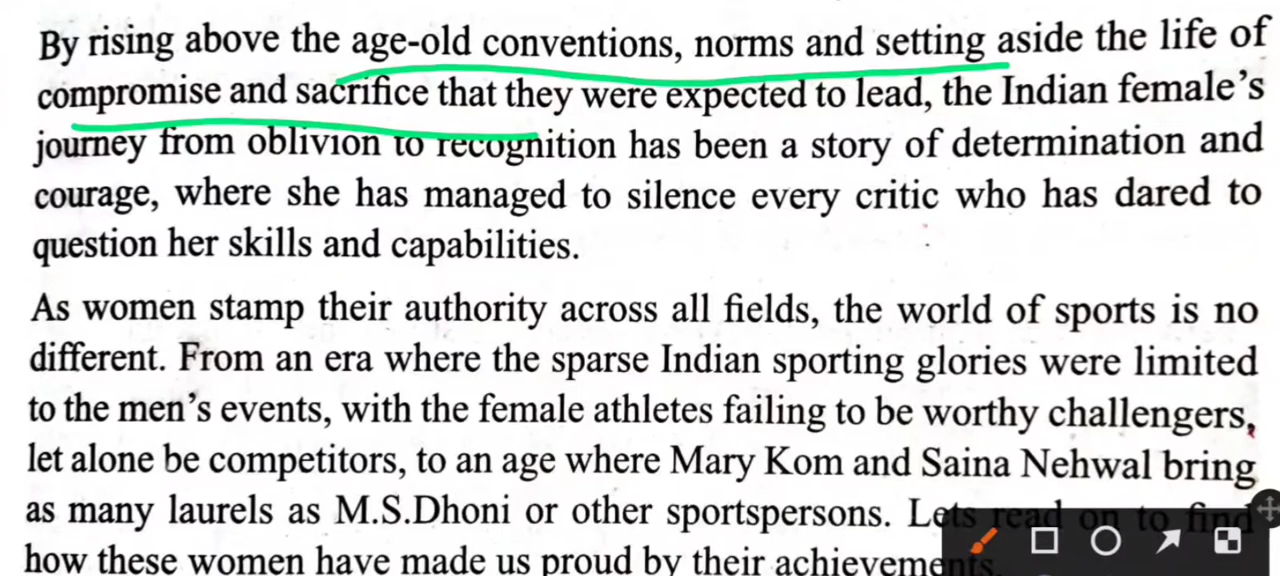 By rising above the age-old conventions, norms and setting aside the life of
compromise and sacrifice that they were expected to lead, the Indian female's
journey from oblivion to recognition has been a story of determination and
courage, where she has managed to silence every critic who has dared to
question her skills and capabilities.
As women stamp their authority across all fields, the world of sports is no
different. From an era where the sparse Indian sporting glories were limited
to the men's events, with the female athletes failing to be worthy challengers,
let alone be competitors, to an age where Mary Kom and Saina Nehwal bring
as many laurels as M.S.Dhoni or other sportspersons. Lets read on to find
how these women have made us proud by their achievements.